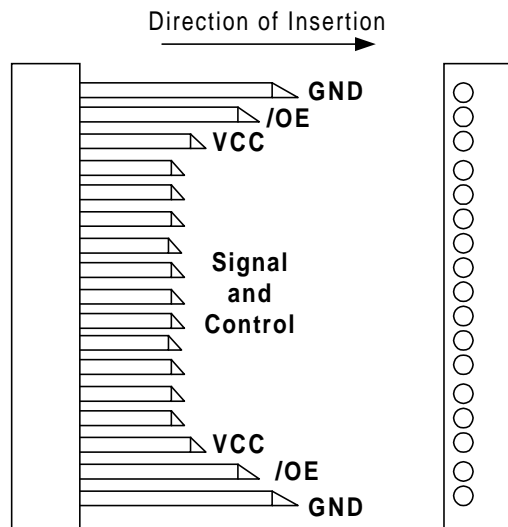 Direction of Insertion
GND
/OE
VCC
Signal
and
Control
VCC
/OE
GND